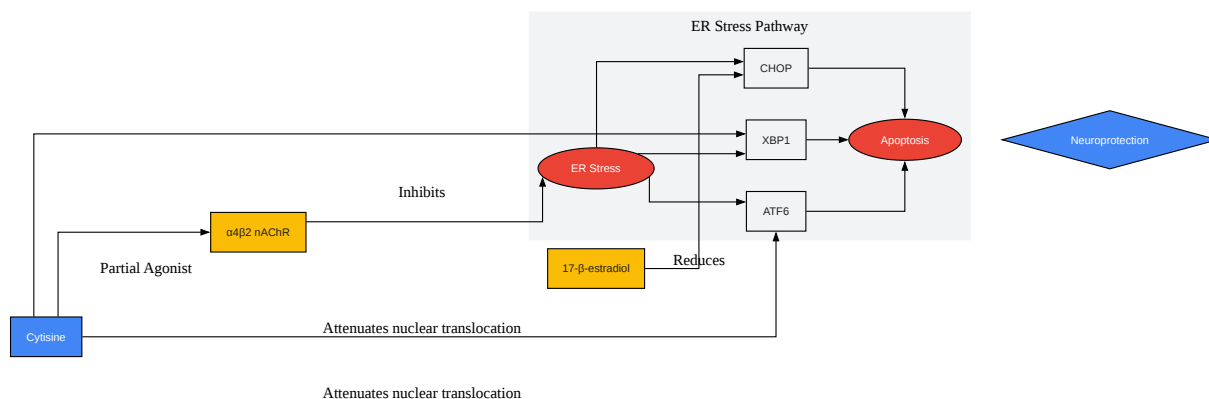 ER Stress Pathway
CHOP
XBP1
Apoptosis
Neuroprotection
ER Stress
Inhibits
ATF6
α4β2 nAChR
Partial Agonist
17-β-estradiol
Reduces
Cytisine
Attenuates nuclear translocation
Attenuates nuclear translocation